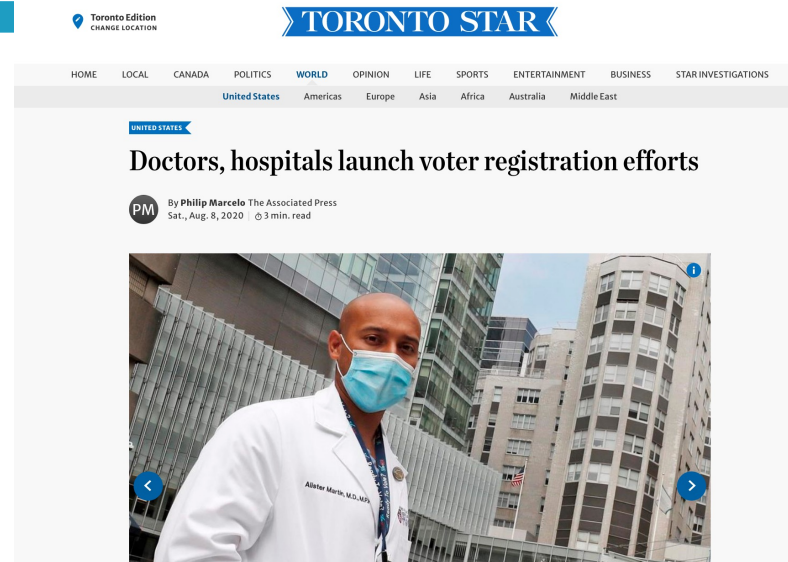 Toronto Edition
CHANGE LOCATION
TORONTO STAR
HOME LOCAL CANADA POLITICS WORLD OPINION LIFE SPORTS ENTERTAINMENT BUSINESS STAR INVESTIGATIONS
United States Americas Europe Asia Africa Australia Middle East
UNITED STATES
Doctors, hospitals launch voter registration efforts
PM
By Philip Marcelo The Associated Press
Sat., Aug. 8, 2020 3 min. read
i
Alister Martin, M.D., M.P.P.